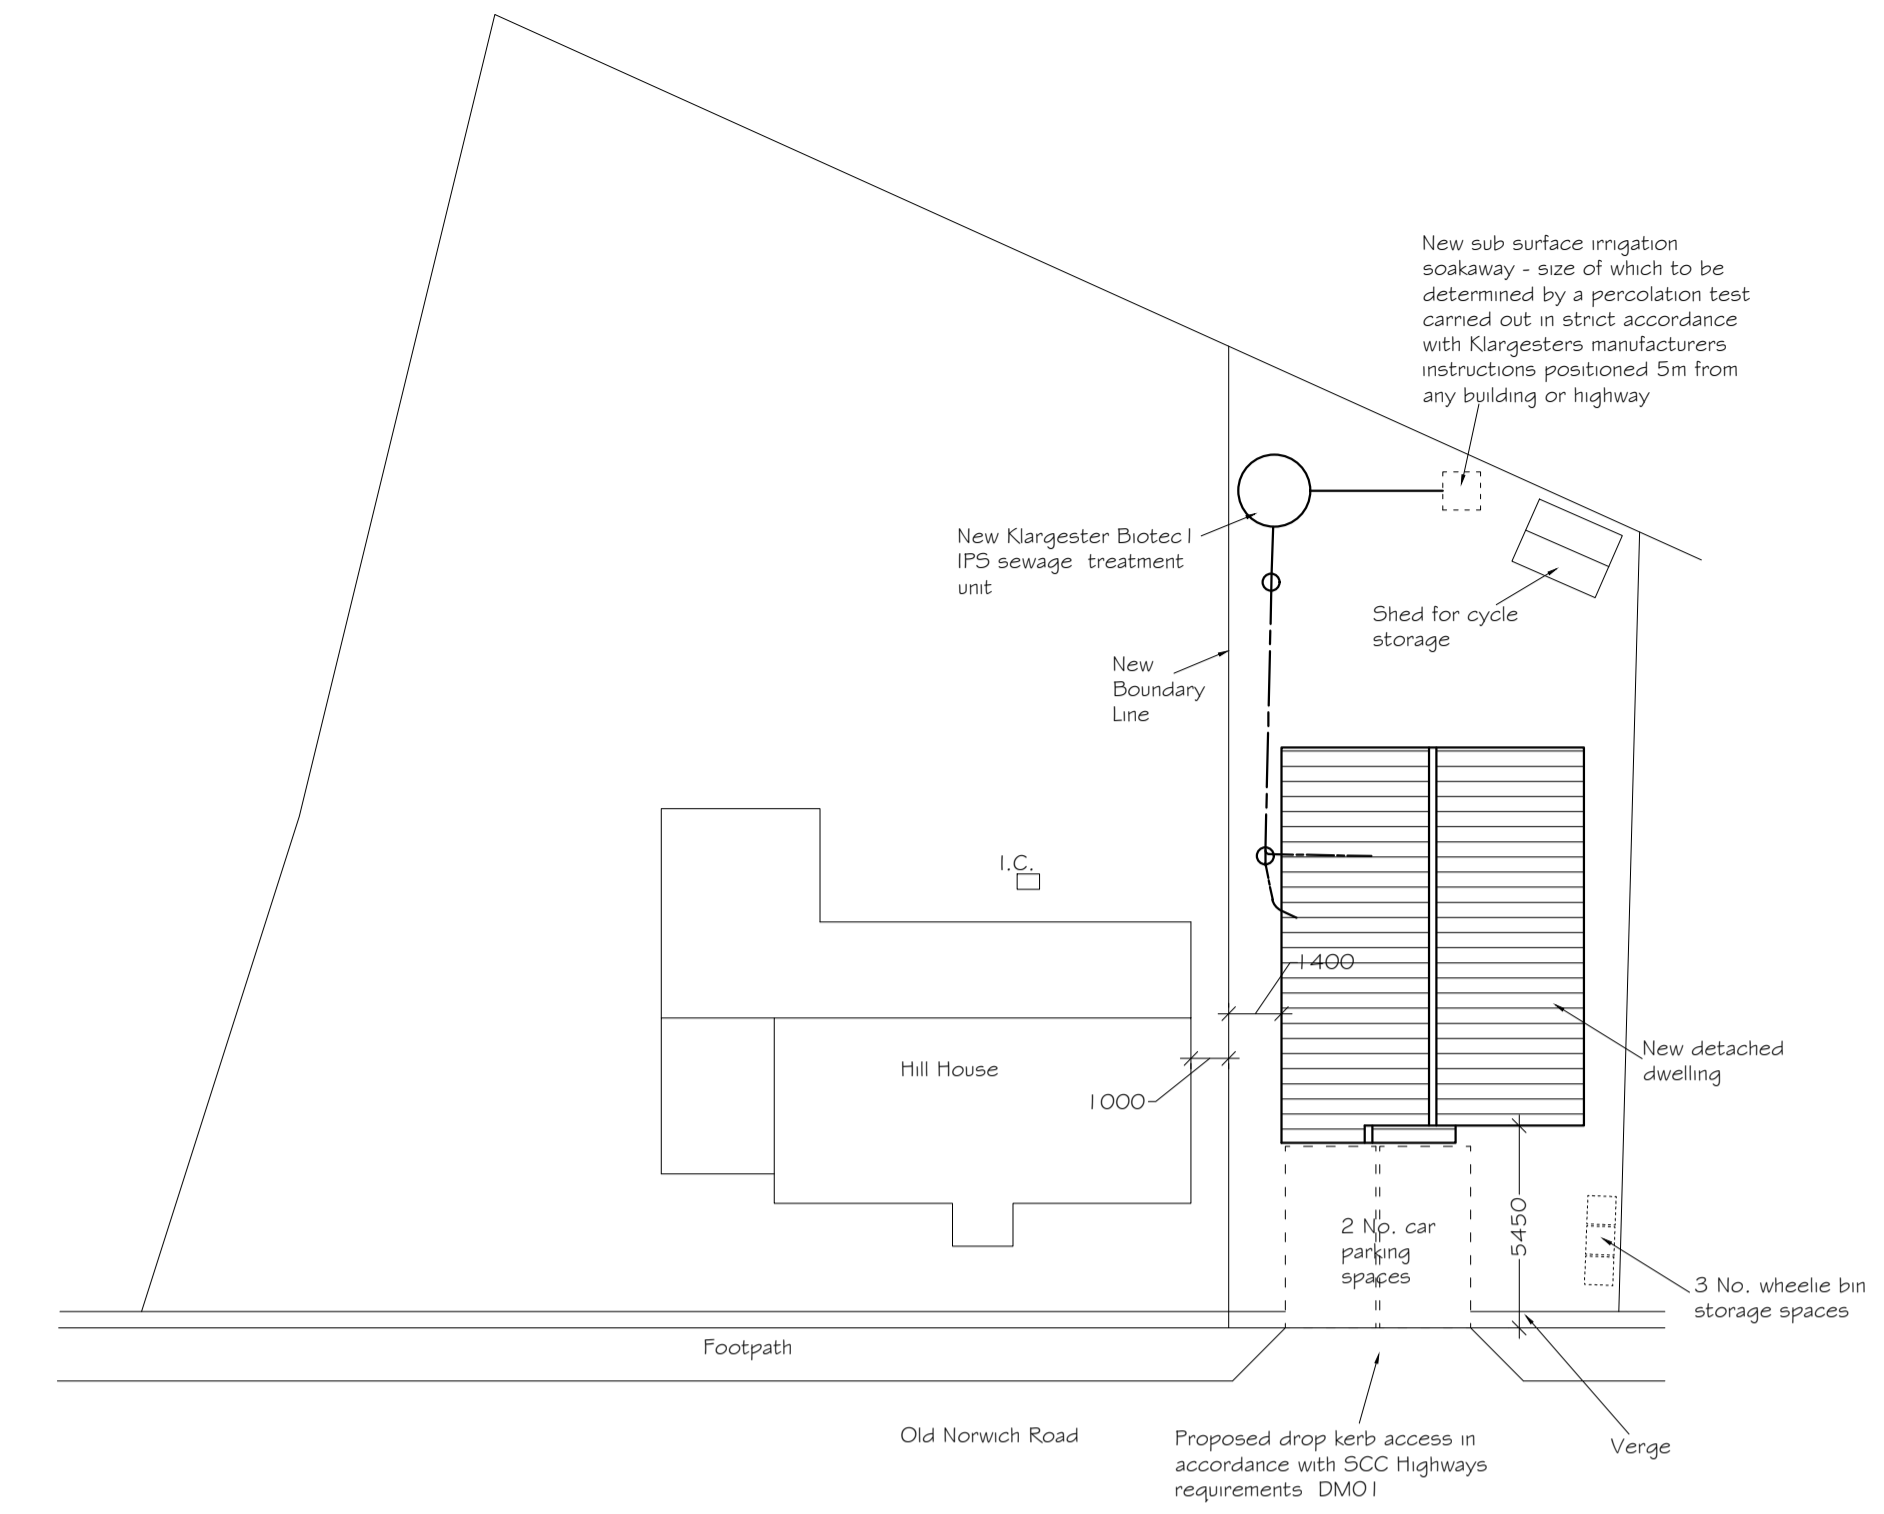 New sub surface irrigation
soakaway - size of which to be
determined by a percolation test
carried out in strict accordance
with Klargesters manufacturers
instructions positioned 5m from
any building or highway
New Klargester Biotec1
IPS sewage treatment
unit
Shed for cycle
storage
New
Boundary
Line
I.C.
1400
Hill House
1000
New detached
dwelling
2 No. car
parking
spaces
5450
3 No. wheelie bin
storage spaces
Footpath
Old Norwich Road
Proposed drop kerb access in
accordance with SCC Highways
requirements DM01
Verge